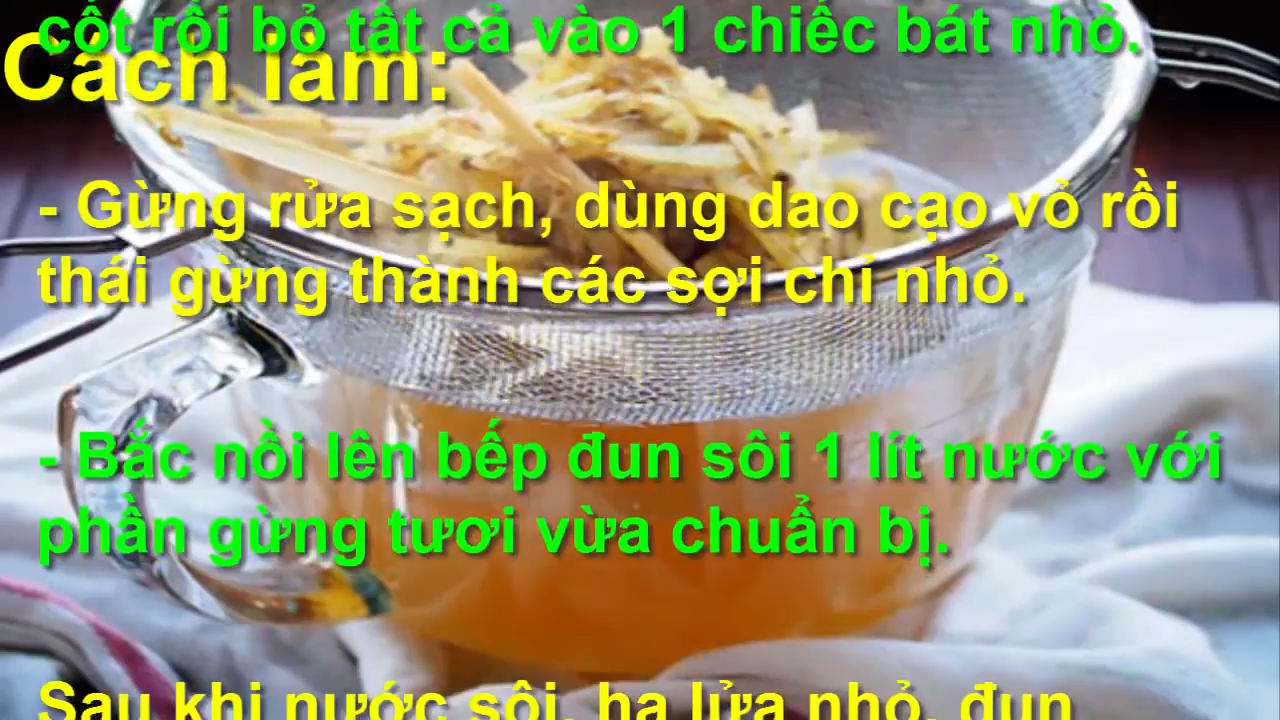 cốt rồi bỏ tất cả vào 1 chiếc bát nhỏ.
Cách làm:
- Gừng rửa sạch, dùng dao cạo vỏ rồi
thái gừng thành các sợi chỉ nhỏ.
- Bắc nồi lên bếp đun sôi 1 lít nước với
phần gừng tươi vừa chuẩn bị.
Sau khi nước sôi, hạ lửa nhỏ, đun